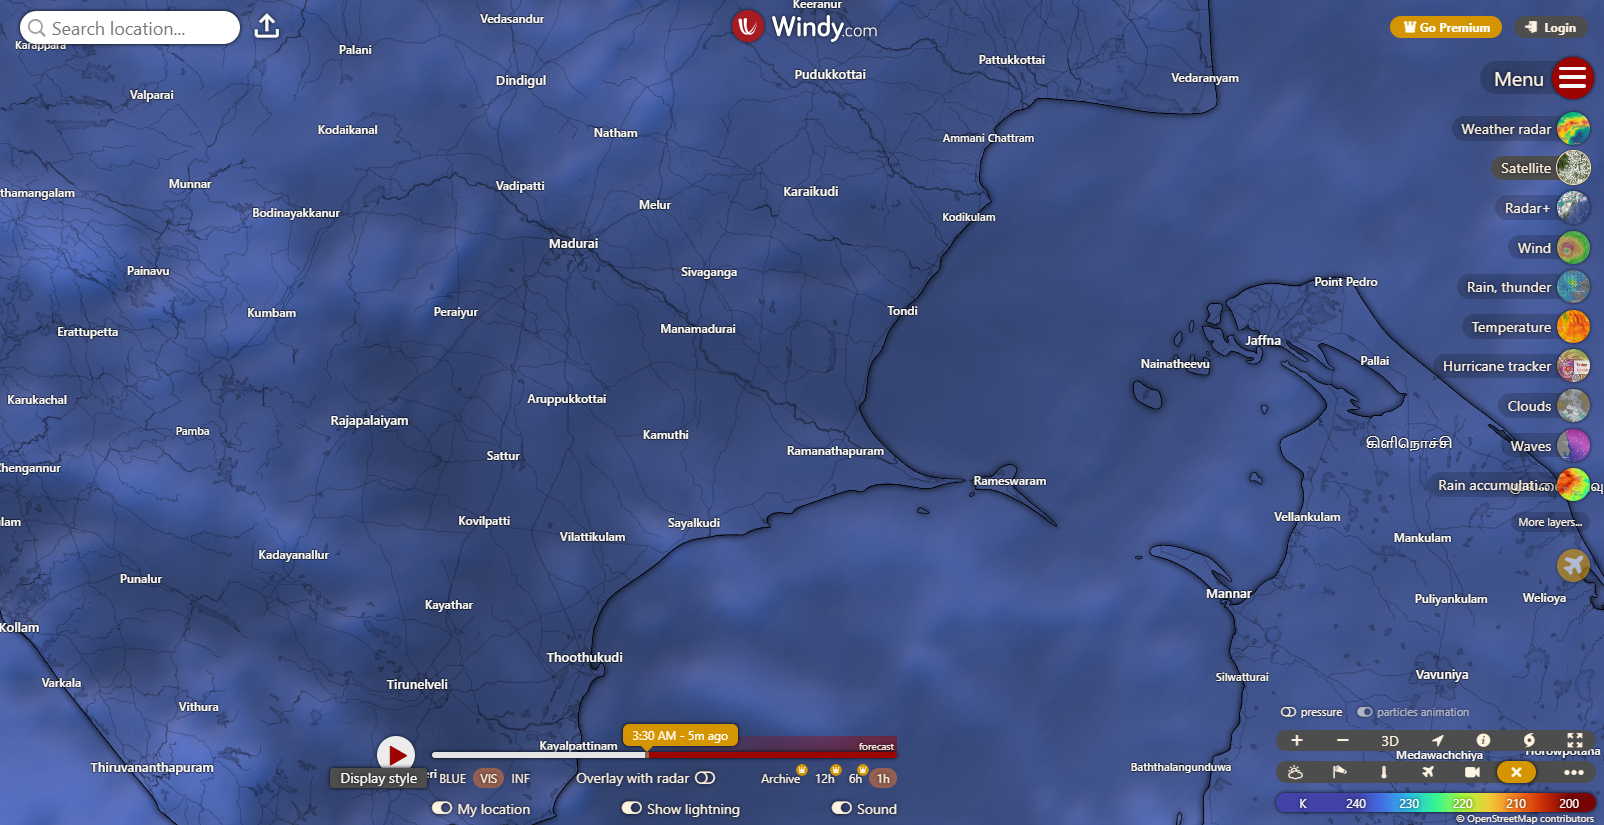 Search location...
Windy.com
Go Premium
Login
Menu
Weather radar
Satellite
Radar+
Wind
Rain, thunder
Temperature
Hurricane tracker
Clouds
Waves
Rain accumulati...
More layers...
Keeranur
Vedasandur
Karappara
Palani
Pattukkottai
Pudukkottai
Vedaranyam
Dindigul
Valparai
Kodaikanal
Natham
Ammani Chattram
Munnar
Vadipatti
Karaikudi
thamangalam
Melur
Bodinayakkanur
Kodikulam
Madurai
Painavu
Sivaganga
Point Pedro
Kumbam
Peraiyur
Tondi
Erattupetta
Manamadurai
Jaffna
Nainatheevu
Pallai
Karukachal
Aruppukkottai
Rajapalaiyam
Pamba
Kamuthi
கிளிநொச்சி
Ramanathapuram
Sattur
Chengannur
Rameswaram
Vellankulam
Kovilpatti
Sayalkudi
lam
Vilattikulam
Mankulam
Kadayanallur
Punalur
Mannar
Puliyankulam
Welioya
Kayathar
Kollam
Thoothukudi
Vavuniya
Silwatturai
Varkala
Tirunelveli
Vithura
Kayalpattinam
Medawachchiya
Horowpotana
Thiruvananthapuram
Baththalangunduwa
3:30 AM - 5m ago
forecast
Display style
eri
BLUE VIS INF
Overlay with radar
Archive 12h 6h 1h
My location
Show lightning
Sound
pressure
particles animation
+ − 3D
K 240 230 220 210 200
© OpenStreetMap contributors